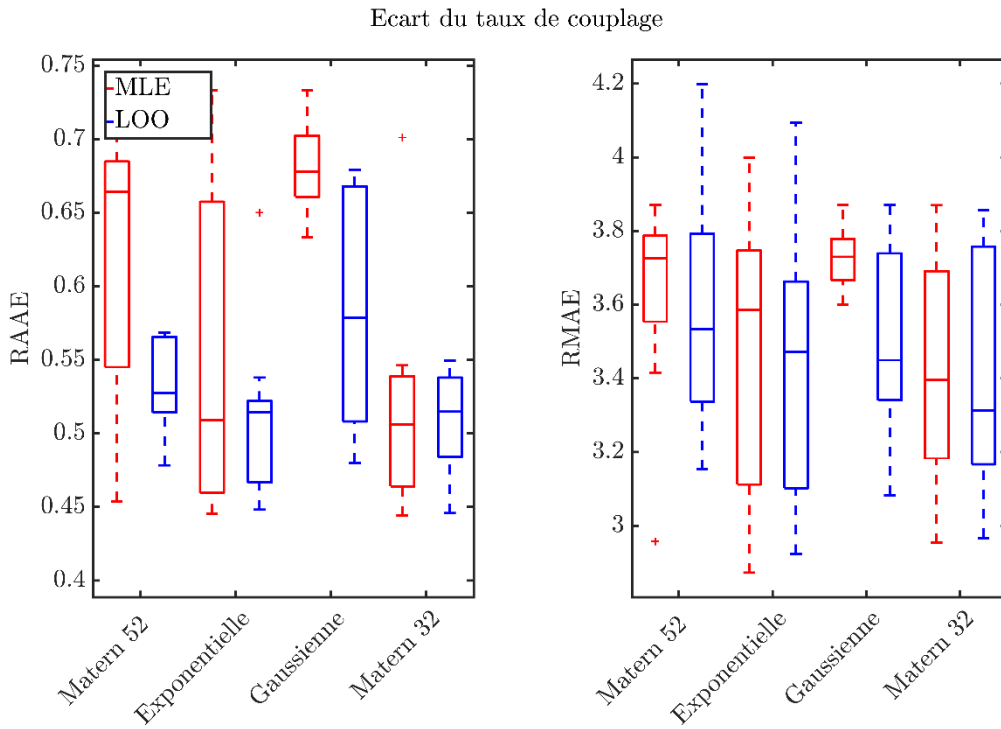 Ecart du taux de couplage
MLE
LOO
RAAE
0.75
0.7
0.65
0.6
0.55
0.5
0.45
0.4
Matern 52
Exponentielle
Gaussienne
Matern 32
RMAE
4.2
4
3.8
3.6
3.4
3.2
3
Matern 52
Exponentielle
Gaussienne
Matern 32